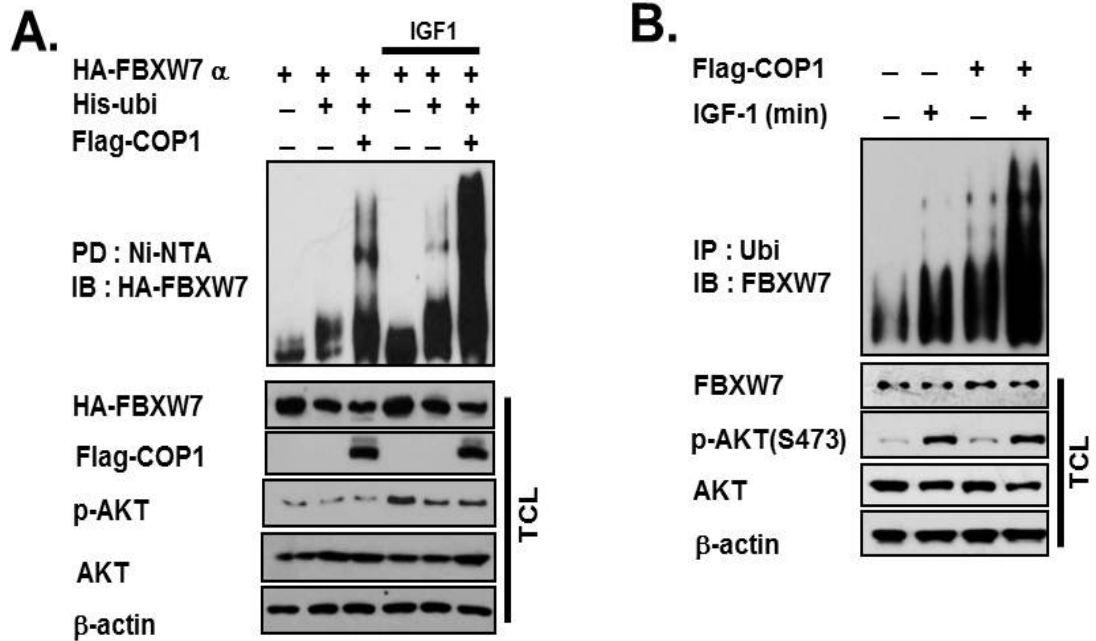 A.
IGF1
HA-FBXW7 α + + + + + +
His-ubi – + + – + +
Flag-COP1 – – + – – +
PD : Ni-NTA
IB : HA-FBXW7
HA-FBXW7
Flag-COP1
p-AKT
AKT
β-actin
TCL
B.
Flag-COP1 – – + +
IGF-1 (min) – + – +
IP : Ubi
IB : FBXW7
FBXW7
p-AKT(S473)
AKT
β-actin
TCL